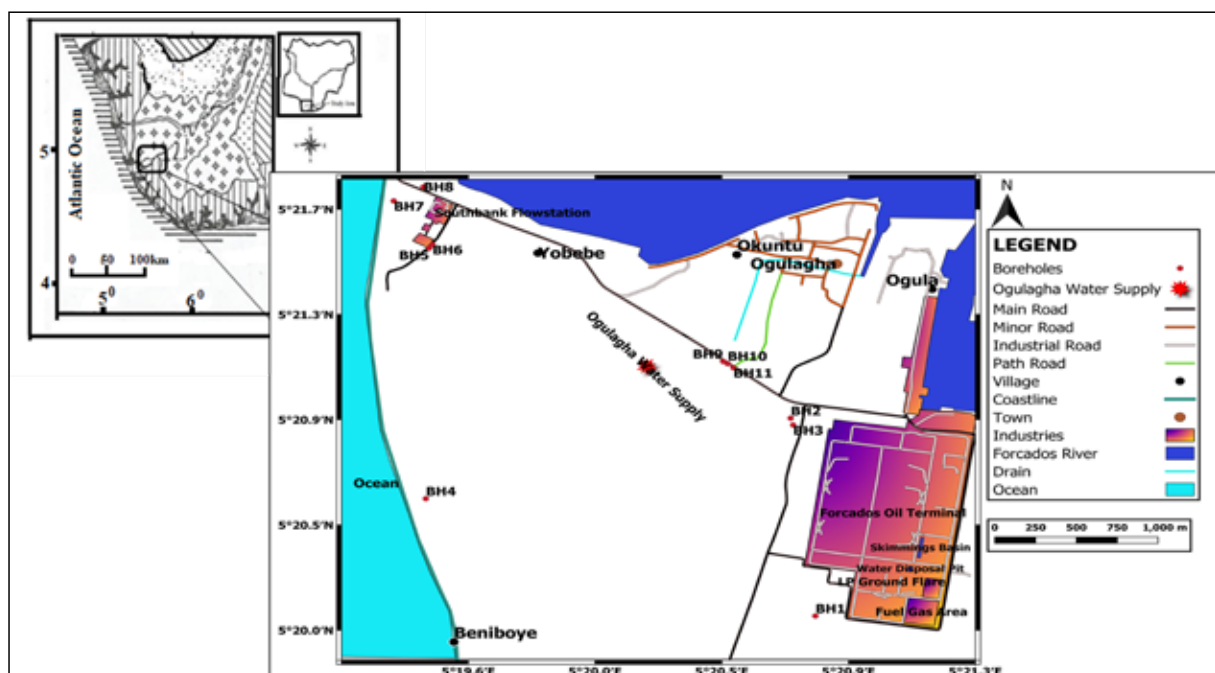 Atlantic Ocean
5
4
0 50 100km
5⁰
6⁰
N
BH8
BH7
Southbank Flowstation
BH5
BH6
Yobebe
Okuntu
Ogulagha
Ogula
Ogulagha Water Supply
BH9
BH10
BH11
BH2
BH3
Ocean
BH4
Forcados Oil Terminal
Skimmings Basin
Water Disposal Pit
LP Ground Flare
Fuel Gas Area
BH1
Beniboye
5°21.7'N
5°21.3'N
5°20.9'N
5°20.5'N
5°20.0'N
5°19.6'E
5°20.0'E
5°20.5'E
5°20.9'E
5°21.3'E
LEGEND
Boreholes
Ogulagha Water Supply
Main Road
Minor Road
Industrial Road
Path Road
Village
Coastline
Town
Industries
Forcados River
Drain
Ocean
0 250 500 750 1,000 m